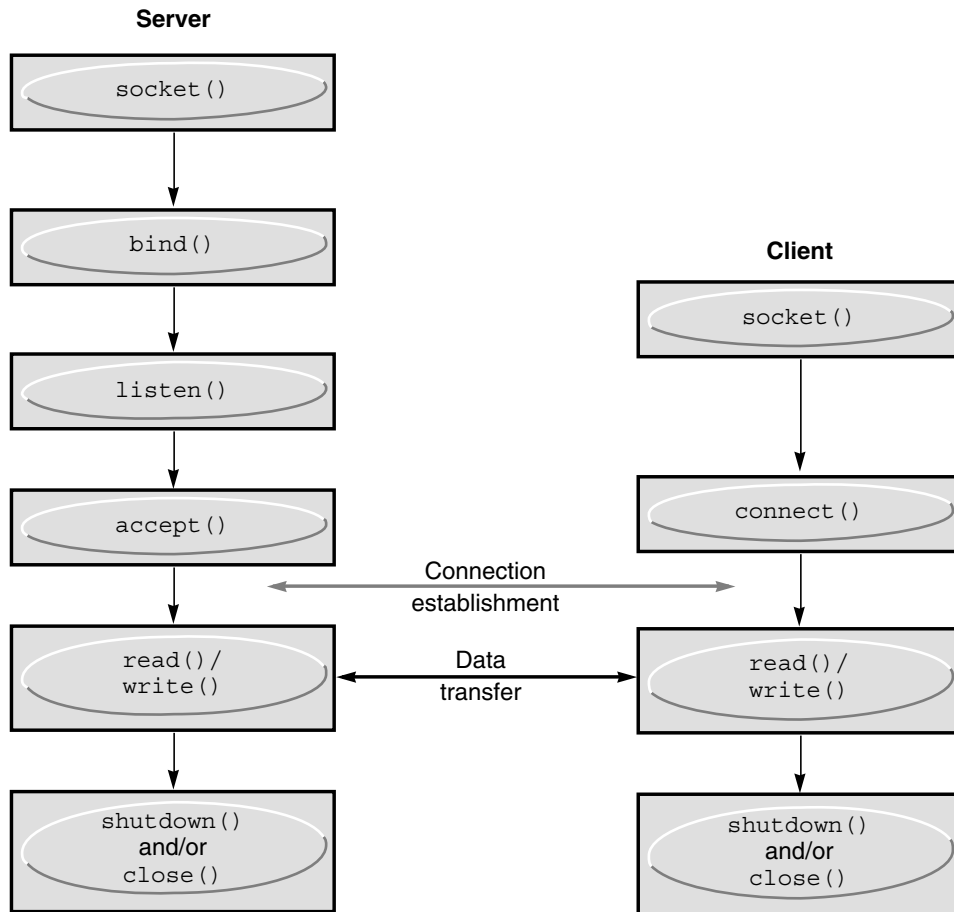 Server
socket()
bind()
listen()
accept()
read()/
write()
shutdown()
and/or
close()
Client
socket()
connect()
read()/
write()
shutdown()
and/or
close()
Connection
establishment
Data
transfer